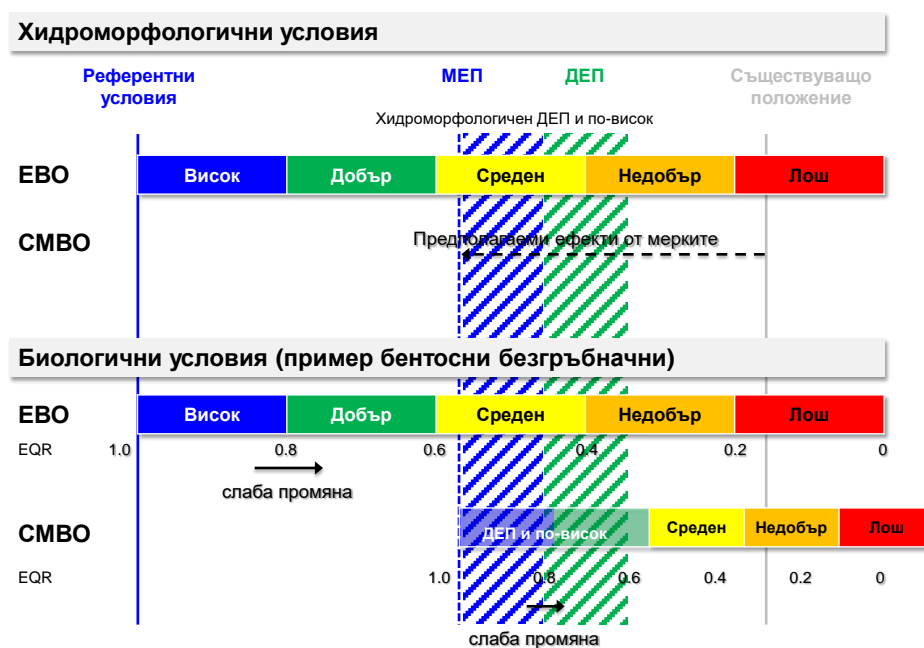 Хидроморфологични условия
Референтни
условия
МЕП
ДЕП
Съществуващо
положение
Хидроморфологичен ДЕП и по-висок
ЕВО
Висок
Добър
Среден
Недобър
Лош
СМВО
Предполагаеми ефекти от мерките
Биологични условия (пример бентосни безгръбначни)
ЕВО
Висок
Добър
Среден
Недобър
Лош
EQR
1.0
0.8
0.6
0.4
0.2
0
слаба промяна
СМВО
ДЕП и по-висок
Среден
Недобър
Лош
EQR
1.0
0.8
0.6
0.4
0.2
0
слаба промяна